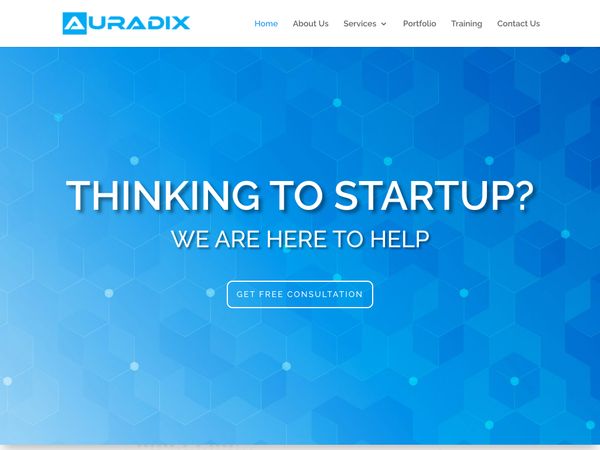 AURADIX
Home About Us Services Portfolio Training Contact Us
THINKING TO STARTUP?
WE ARE HERE TO HELP
GET FREE CONSULTATION